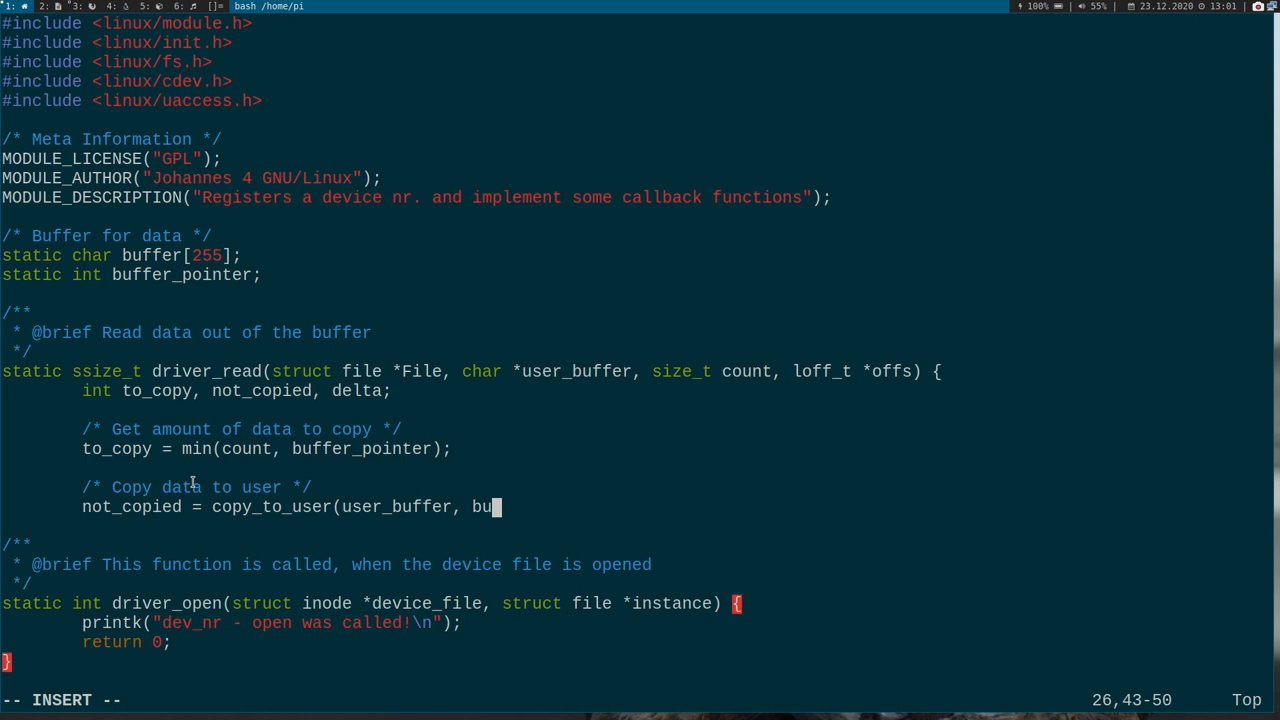 1: 2: 3: 4: 5: 6: []= bash /home/pi 100% | 55% | 23.12.2020 13:01 |
#include <linux/module.h>
#include <linux/init.h>
#include <linux/fs.h>
#include <linux/cdev.h>
#include <linux/uaccess.h>
/* Meta Information */
MODULE_LICENSE("GPL");
MODULE_AUTHOR("Johannes 4 GNU/Linux");
MODULE_DESCRIPTION("Registers a device nr. and implement some callback functions");
/* Buffer for data */
static char buffer[255];
static int buffer_pointer;
/**
 * @brief Read data out of the buffer
 */
static ssize_t driver_read(struct file *File, char *user_buffer, size_t count, loff_t *offs) {
        int to_copy, not_copied, delta;
        /* Get amount of data to copy */
        to_copy = min(count, buffer_pointer);
        /* Copy data to user */
        not_copied = copy_to_user(user_buffer, bu
/**
 * @brief This function is called, when the device file is opened
 */
static int driver_open(struct inode *device_file, struct file *instance) {
        printk("dev_nr - open was called!\n");
        return 0;
}
-- INSERT -- 26,43-50 Top